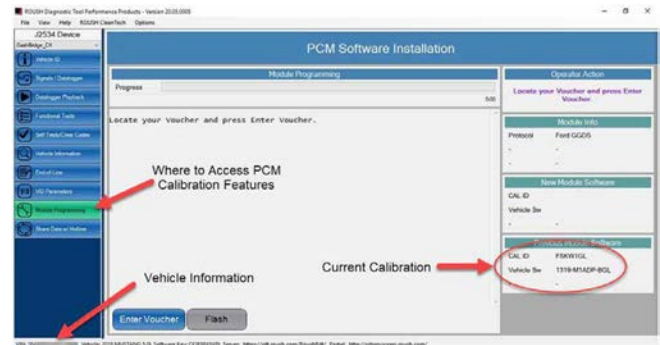 ROUSH Diagnostic Tool Performance Products - Version 20.03.0005
File View Help ROUSH CleanTech Options
J2534 Device
DashBridge_CX
PCM Software Installation
Vehicle ID
Signals / Datalogger
Datalogger Playback
Functional Tests
Self Tests/Clear Codes
Vehicle Information
End of Line
VID Parameters
Module Programming
Share Data w/ Hotline
Module Programming
Progress
Locate your Voucher and press Enter Voucher.
Where to Access PCM
Calibration Features
Vehicle Information
Current Calibration
Enter Voucher
Flash
Operator Action
Locate your Voucher and press Enter
Voucher.
Module Info
Protocol Ford GGDS
New Module Software
CAL ID
Vehicle Sw
Previous Module Software
CAL ID FSKW1GL
Vehicle Sw 1319-M1ADP-BGL